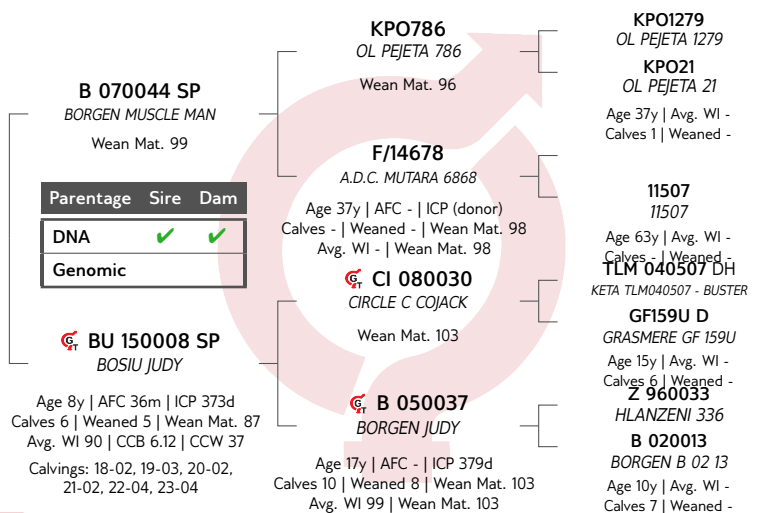 B 070044 SP
BORGEN MUSCLE MAN
Wean Mat. 99
Parentage Sire Dam
DNA ✔ ✔
Genomic
BU 150008 SP
BOSIU JUDY
Age 8y | AFC 36m | ICP 373d
Calves 6 | Weaned 5 | Wean Mat. 87
Avg. WI 90 | CCB 6.12 | CCW 37
Calvings: 18-02, 19-03, 20-02,
21-02, 22-04, 23-04
KPO786
OL PEJETA 786
Wean Mat. 96
F/14678
A.D.C. MUTARA 6868
Age 37y | AFC - | ICP (donor)
Calves - | Weaned - | Wean Mat. 98
Avg. WI - | Wean Mat. 98
CI 080030
CIRCLE C COJACK
Wean Mat. 103
B 050037
BORGEN JUDY
Age 17y | AFC - | ICP 379d
Calves 10 | Weaned 8 | Wean Mat. 103
Avg. WI 99 | Wean Mat. 103
KPO1279
OL PEJETA 1279
KPO21
OL PEJETA 21
Age 37y | Avg. WI -
Calves 1 | Weaned -
11507
11507
Age 63y | Avg. WI -
Calves - | Weaned -
TLM 040507 DH
KETA TLM040507 - BUSTER
GF159U D
GRASMERE GF 159U
Age 15y | Avg. WI -
Calves 6 | Weaned -
Z 960033
HLANZENI 336
B 020013
BORGEN B 02 13
Age 10y | Avg. WI -
Calves 7 | Weaned -